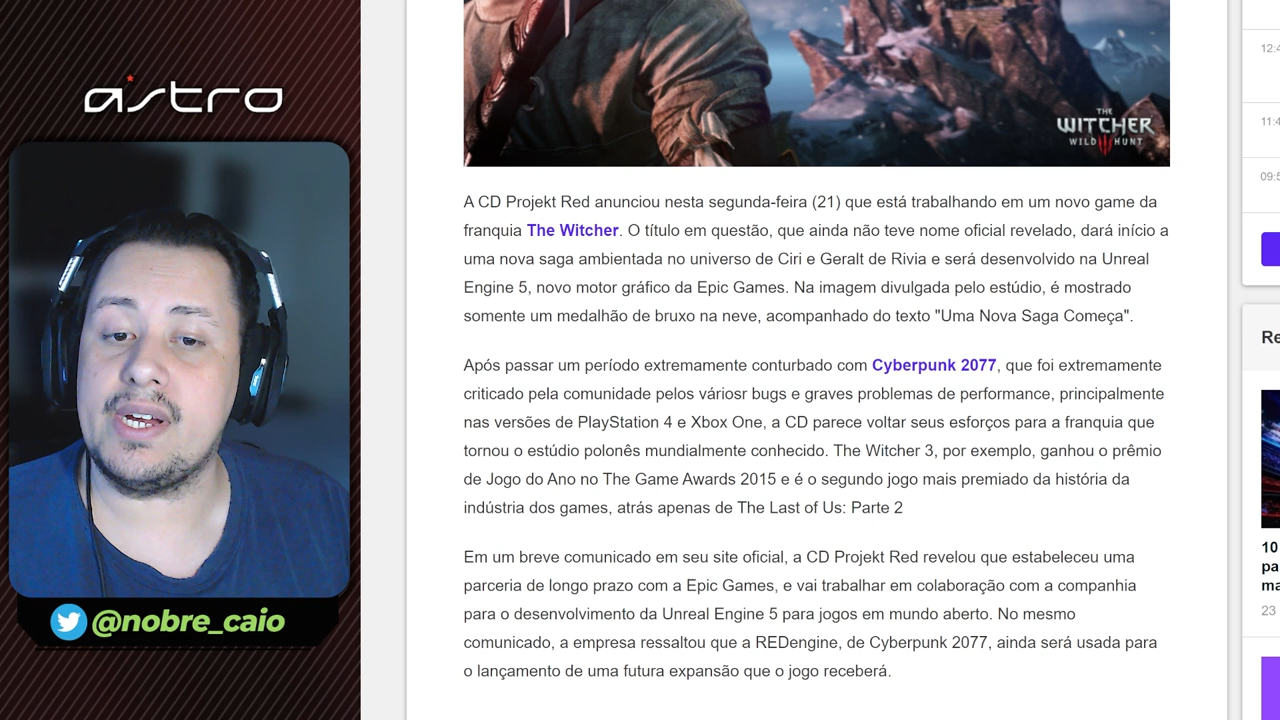 astro
@nobre_caio
THE
WITCHER
WILD HUNT
A CD Projekt Red anunciou nesta segunda-feira (21) que está trabalhando em um novo game da
franquia The Witcher. O título em questão, que ainda não teve nome oficial revelado, dará início a
uma nova saga ambientada no universo de Ciri e Geralt de Rivia e será desenvolvido na Unreal
Engine 5, novo motor gráfico da Epic Games. Na imagem divulgada pelo estúdio, é mostrado
somente um medalhão de bruxo na neve, acompanhado do texto "Uma Nova Saga Começa".
Após passar um período extremamente conturbado com Cyberpunk 2077, que foi extremamente
criticado pela comunidade pelos váriosr bugs e graves problemas de performance, principalmente
nas versões de PlayStation 4 e Xbox One, a CD parece voltar seus esforços para a franquia que
tornou o estúdio polonês mundialmente conhecido. The Witcher 3, por exemplo, ganhou o prêmio
de Jogo do Ano no The Game Awards 2015 e é o segundo jogo mais premiado da história da
indústria dos games, atrás apenas de The Last of Us: Parte 2
Em um breve comunicado em seu site oficial, a CD Projekt Red revelou que estabeleceu uma
parceria de longo prazo com a Epic Games, e vai trabalhar em colaboração com a companhia
para o desenvolvimento da Unreal Engine 5 para jogos em mundo aberto. No mesmo
comunicado, a empresa ressaltou que a REDengine, de Cyberpunk 2077, ainda será usada para
o lançamento de uma futura expansão que o jogo receberá.
12:4
11:4
09:5
Re
10
pa
ma
23